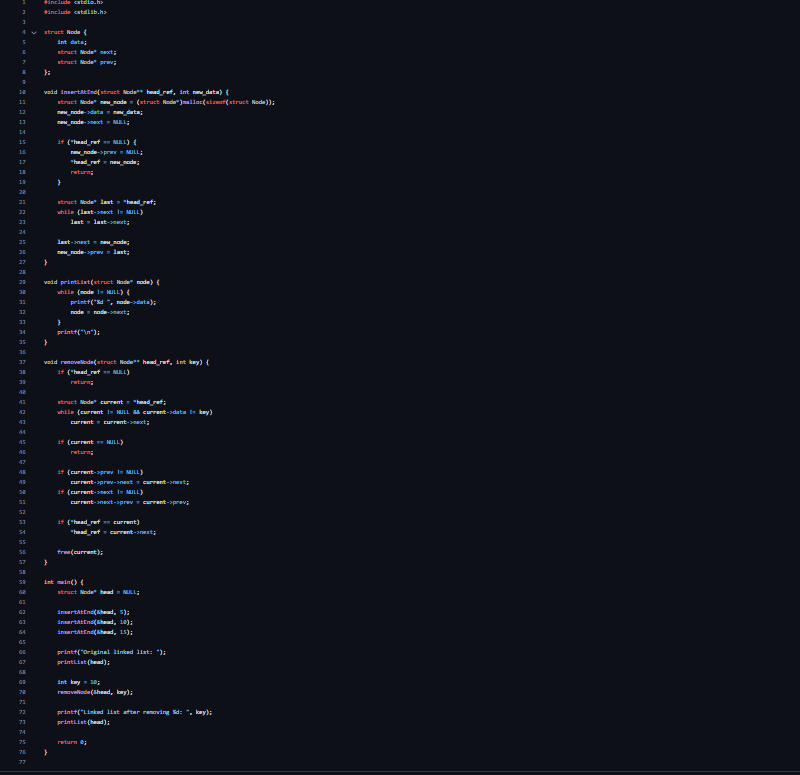 1 #include <stdio.h>
2 #include <stdlib.h>
3
4 struct Node {
5 int data;
6 struct Node* next;
7 struct Node* prev;
8 };
9
10 void insertAtEnd(struct Node** head_ref, int new_data) {
11 struct Node* new_node = (struct Node*)malloc(sizeof(struct Node));
12 new_node->data = new_data;
13 new_node->next = NULL;
14
15 if (*head_ref == NULL) {
16 new_node->prev = NULL;
17 *head_ref = new_node;
18 return;
19 }
20
21 struct Node* last = *head_ref;
22 while (last->next != NULL)
23 last = last->next;
24
25 last->next = new_node;
26 new_node->prev = last;
27 }
28
29 void printList(struct Node* node) {
30 while (node != NULL) {
31 printf("%d ", node->data);
32 node = node->next;
33 }
34 printf("\n");
35 }
36
37 void removeNode(struct Node** head_ref, int key) {
38 if (*head_ref == NULL)
39 return;
40
41 struct Node* current = *head_ref;
42 while (current != NULL && current->data != key)
43 current = current->next;
44
45 if (current == NULL)
46 return;
47
48 if (current->prev != NULL)
49 current->prev->next = current->next;
50 if (current->next != NULL)
51 current->next->prev = current->prev;
52
53 if (*head_ref == current)
54 *head_ref = current->next;
55
56 free(current);
57 }
58
59 int main() {
60 struct Node* head = NULL;
61
62 insertAtEnd(&head, 5);
63 insertAtEnd(&head, 10);
64 insertAtEnd(&head, 15);
65
66 printf("Original linked list: ");
67 printList(head);
68
69 int key = 10;
70 removeNode(&head, key);
71
72 printf("Linked list after removing %d: ", key);
73 printList(head);
74
75 return 0;
76 }
77